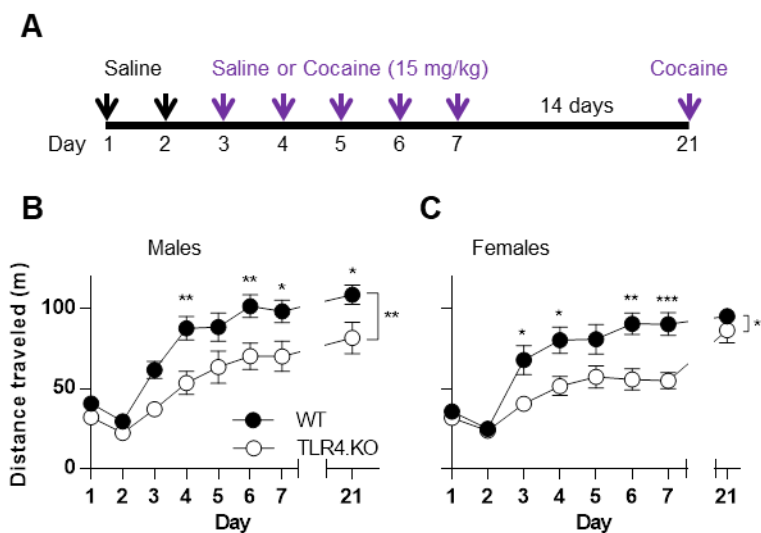 A
Saline
Saline or Cocaine (15 mg/kg)
Cocaine
14 days
Day 1 2 3 4 5 6 7 21
B
Males
Distance traveled (m)
100
50
0
** ** * *
**
WT
TLR4.KO
1 2 3 4 5 6 7 21
Day
C
Females
* * ** ***
*
1 2 3 4 5 6 7 21
Day